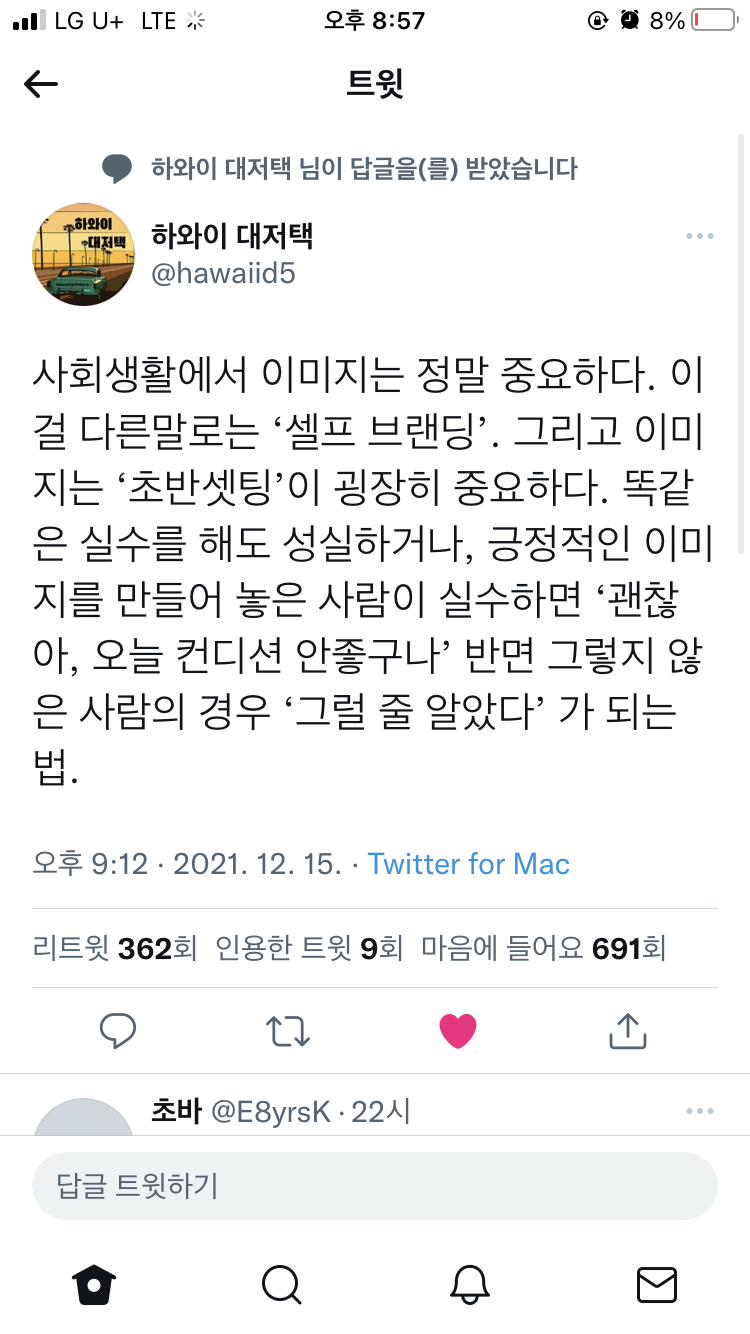 LG U+ LTE 오후 8:57 8%
트윗
하와이 대저택 님이 답글을(를) 받았습니다
하와이
대저택
하와이 대저택
@hawaiid5
사회생활에서 이미지는 정말 중요하다. 이
걸 다른말로는 ‘셀프 브랜딩’. 그리고 이미
지는 ‘초반셋팅’이 굉장히 중요하다. 똑같
은 실수를 해도 성실하거나, 긍정적인 이미
지를 만들어 놓은 사람이 실수하면 ‘괜찮
아, 오늘 컨디션 안좋구나’ 반면 그렇지 않
은 사람의 경우 ‘그럴 줄 알았다’ 가 되는
법.
오후 9:12 · 2021. 12. 15. · Twitter for Mac
리트윗 362회 인용한 트윗 9회 마음에 들어요 691회
초바 @E8yrsK · 22시
답글 트윗하기